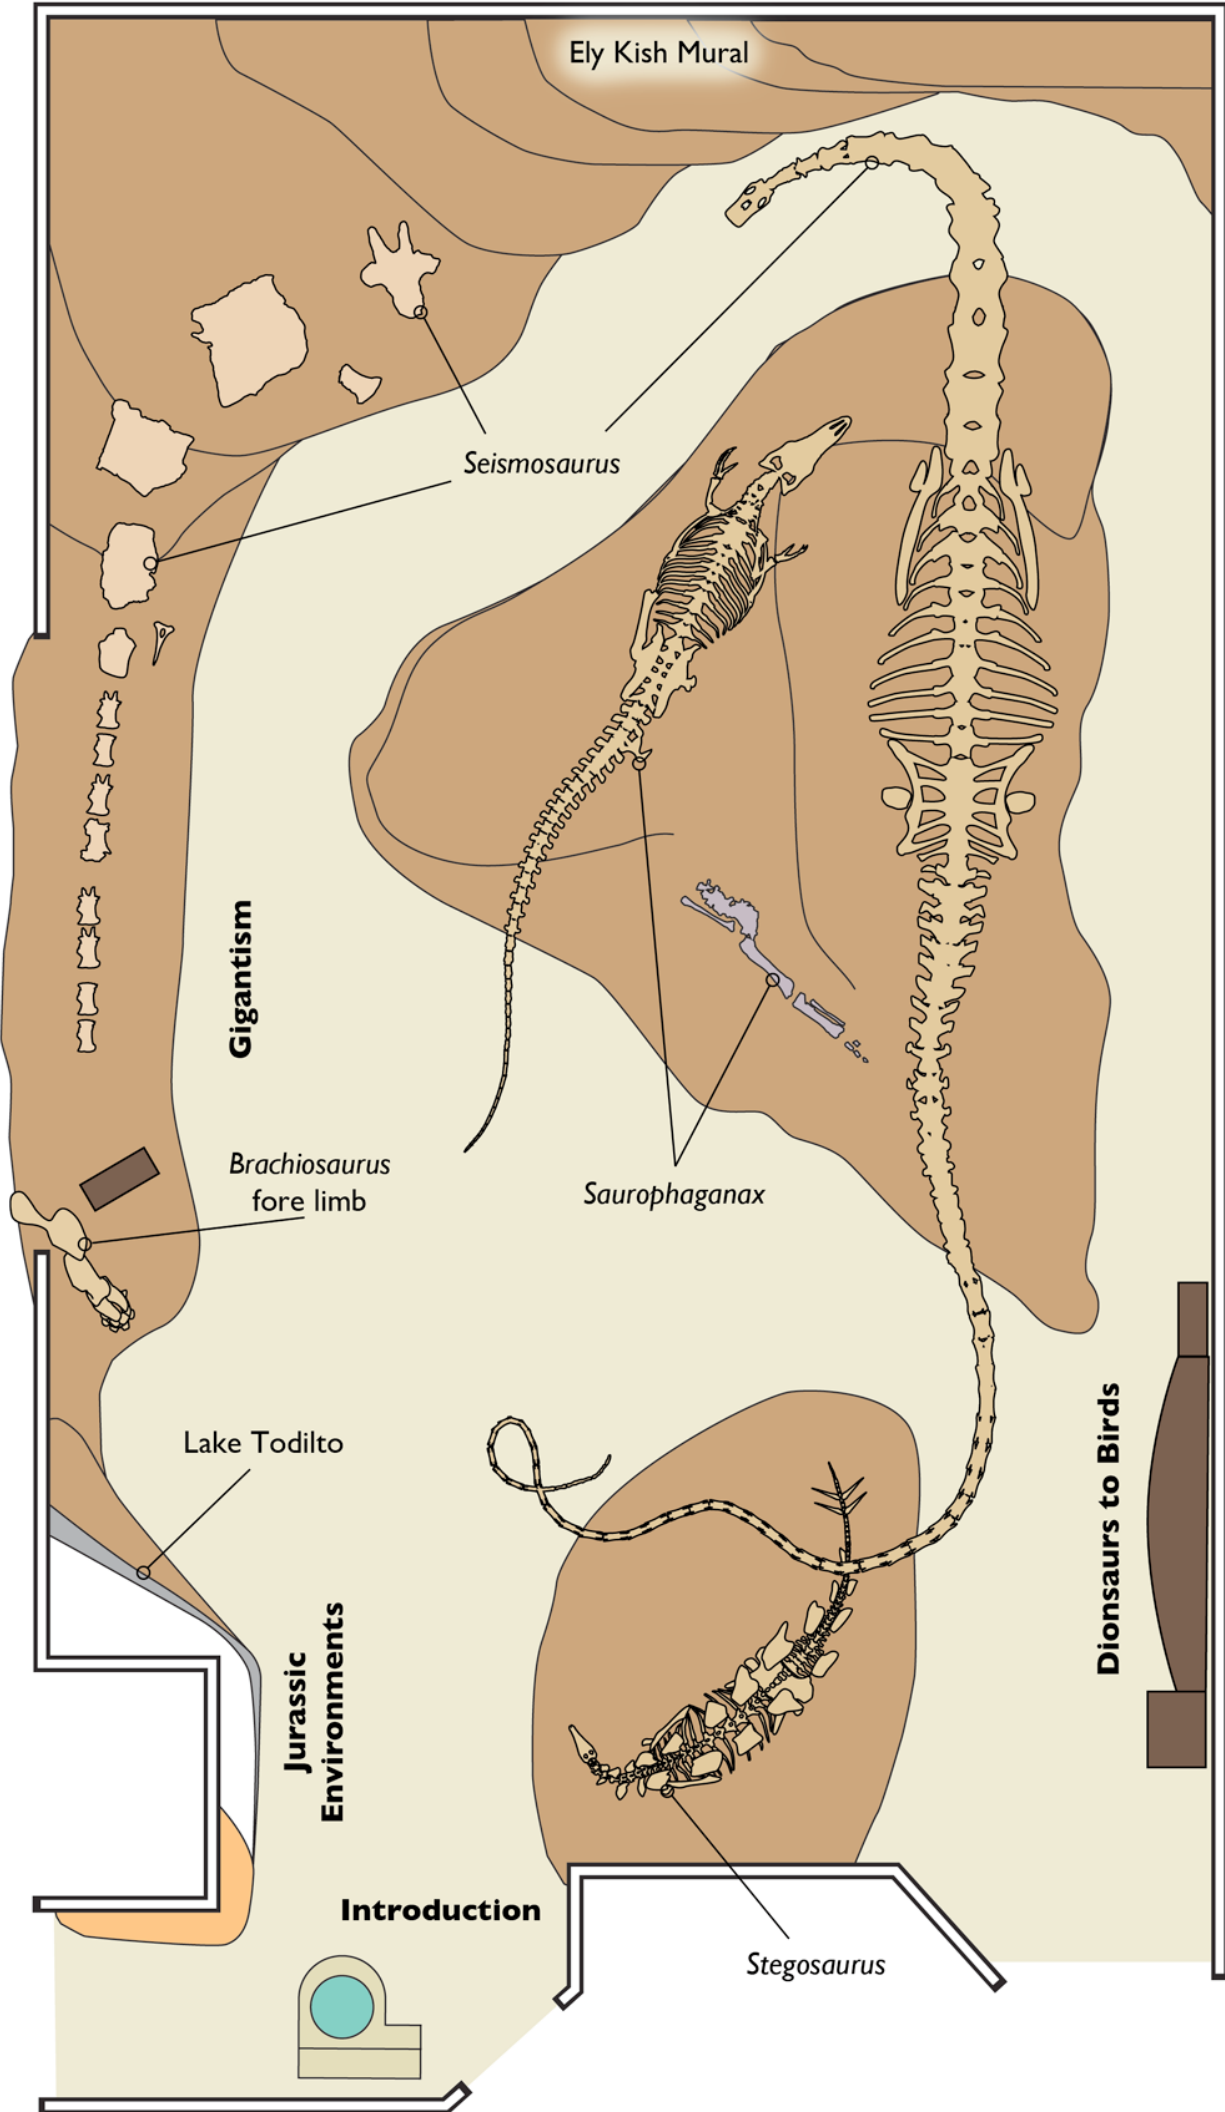 Ely Kish Mural
Seismosaurus
Gigantism
Brachiosaurus
fore limb
Saurophaganax
Lake Todilto
Dionsaurs to Birds
Jurassic
Environments
Introduction
Stegosaurus